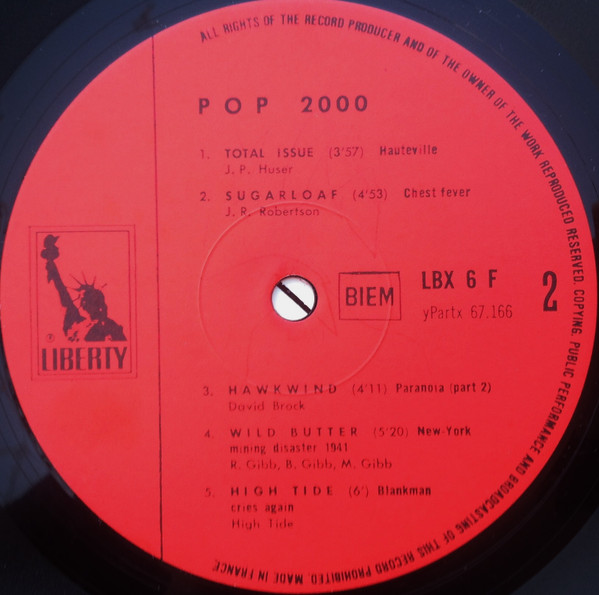 ALL RIGHTS OF THE RECORD PRODUCER AND OF THE OWNER OF THE WORK REPRODUCED RESERVED. COPYING, PUBLIC PERFORMANCE AND BROADCASTING OF THIS RECORD PROHIBITED. MADE IN FRANCE.
POP 2000
1. TOTAL ISSUE (3'57) Hauteville
J. P. Huser
2. SUGARLOAF (4'53) Chest fever
J. R. Robertson
LIBERTY
BIEM
LBX 6 F
yPartx 67.166
2
3. HAWKWIND (4'11) Paranoia (part 2)
David Brock
4. WILD BUTTER (5'20) New-York
mining disaster 1941
R. Gibb, B. Gibb, M. Gibb
5. HIGH TIDE (6') Blankman
cries again
High Tide